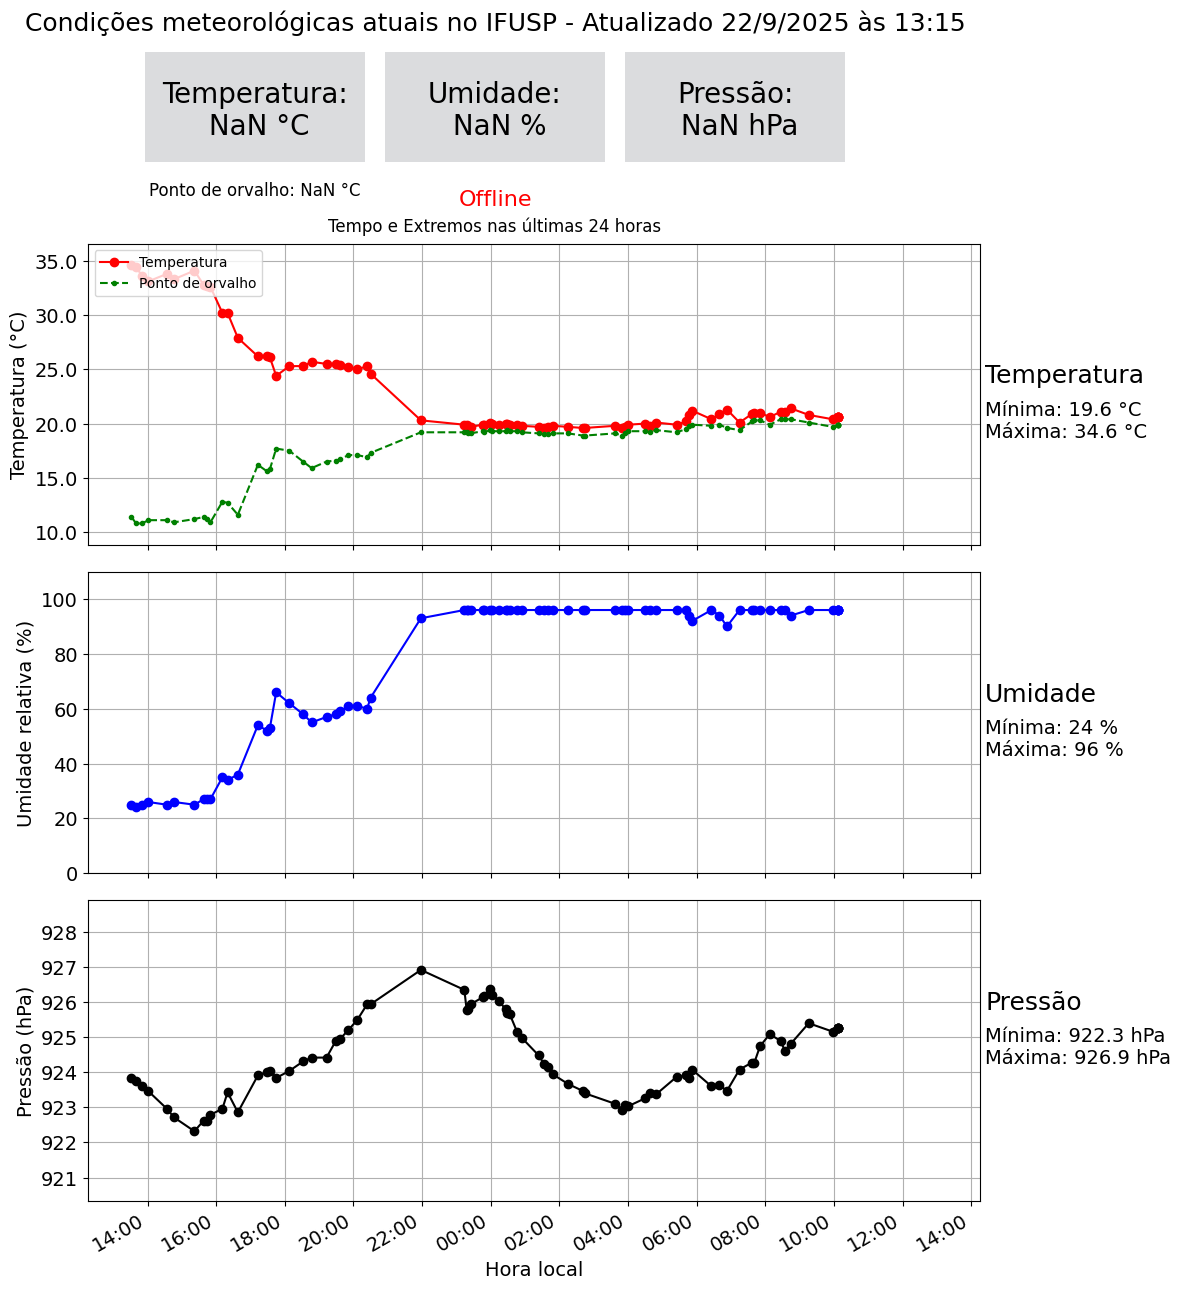 Condições meteorológicas atuais no IFUSP - Atualizado 22/9/2025 às 13:15
Temperatura:
NaN °C
Umidade:
NaN %
Pressão:
NaN hPa
Ponto de orvalho: NaN °C
Offline
Tempo e Extremos nas últimas 24 horas
Temperatura
Ponto de orvalho
Temperatura (°C)
35.0
30.0
25.0
20.0
15.0
10.0
Temperatura
Mínima: 19.6 °C
Máxima: 34.6 °C
Umidade relativa (%)
100
80
60
40
20
0
Umidade
Mínima: 24 %
Máxima: 96 %
Pressão (hPa)
928
927
926
925
924
923
922
921
Pressão
Mínima: 922.3 hPa
Máxima: 926.9 hPa
14:00 16:00 18:00 20:00 22:00 00:00 02:00 04:00 06:00 08:00 10:00 12:00 14:00
Hora local